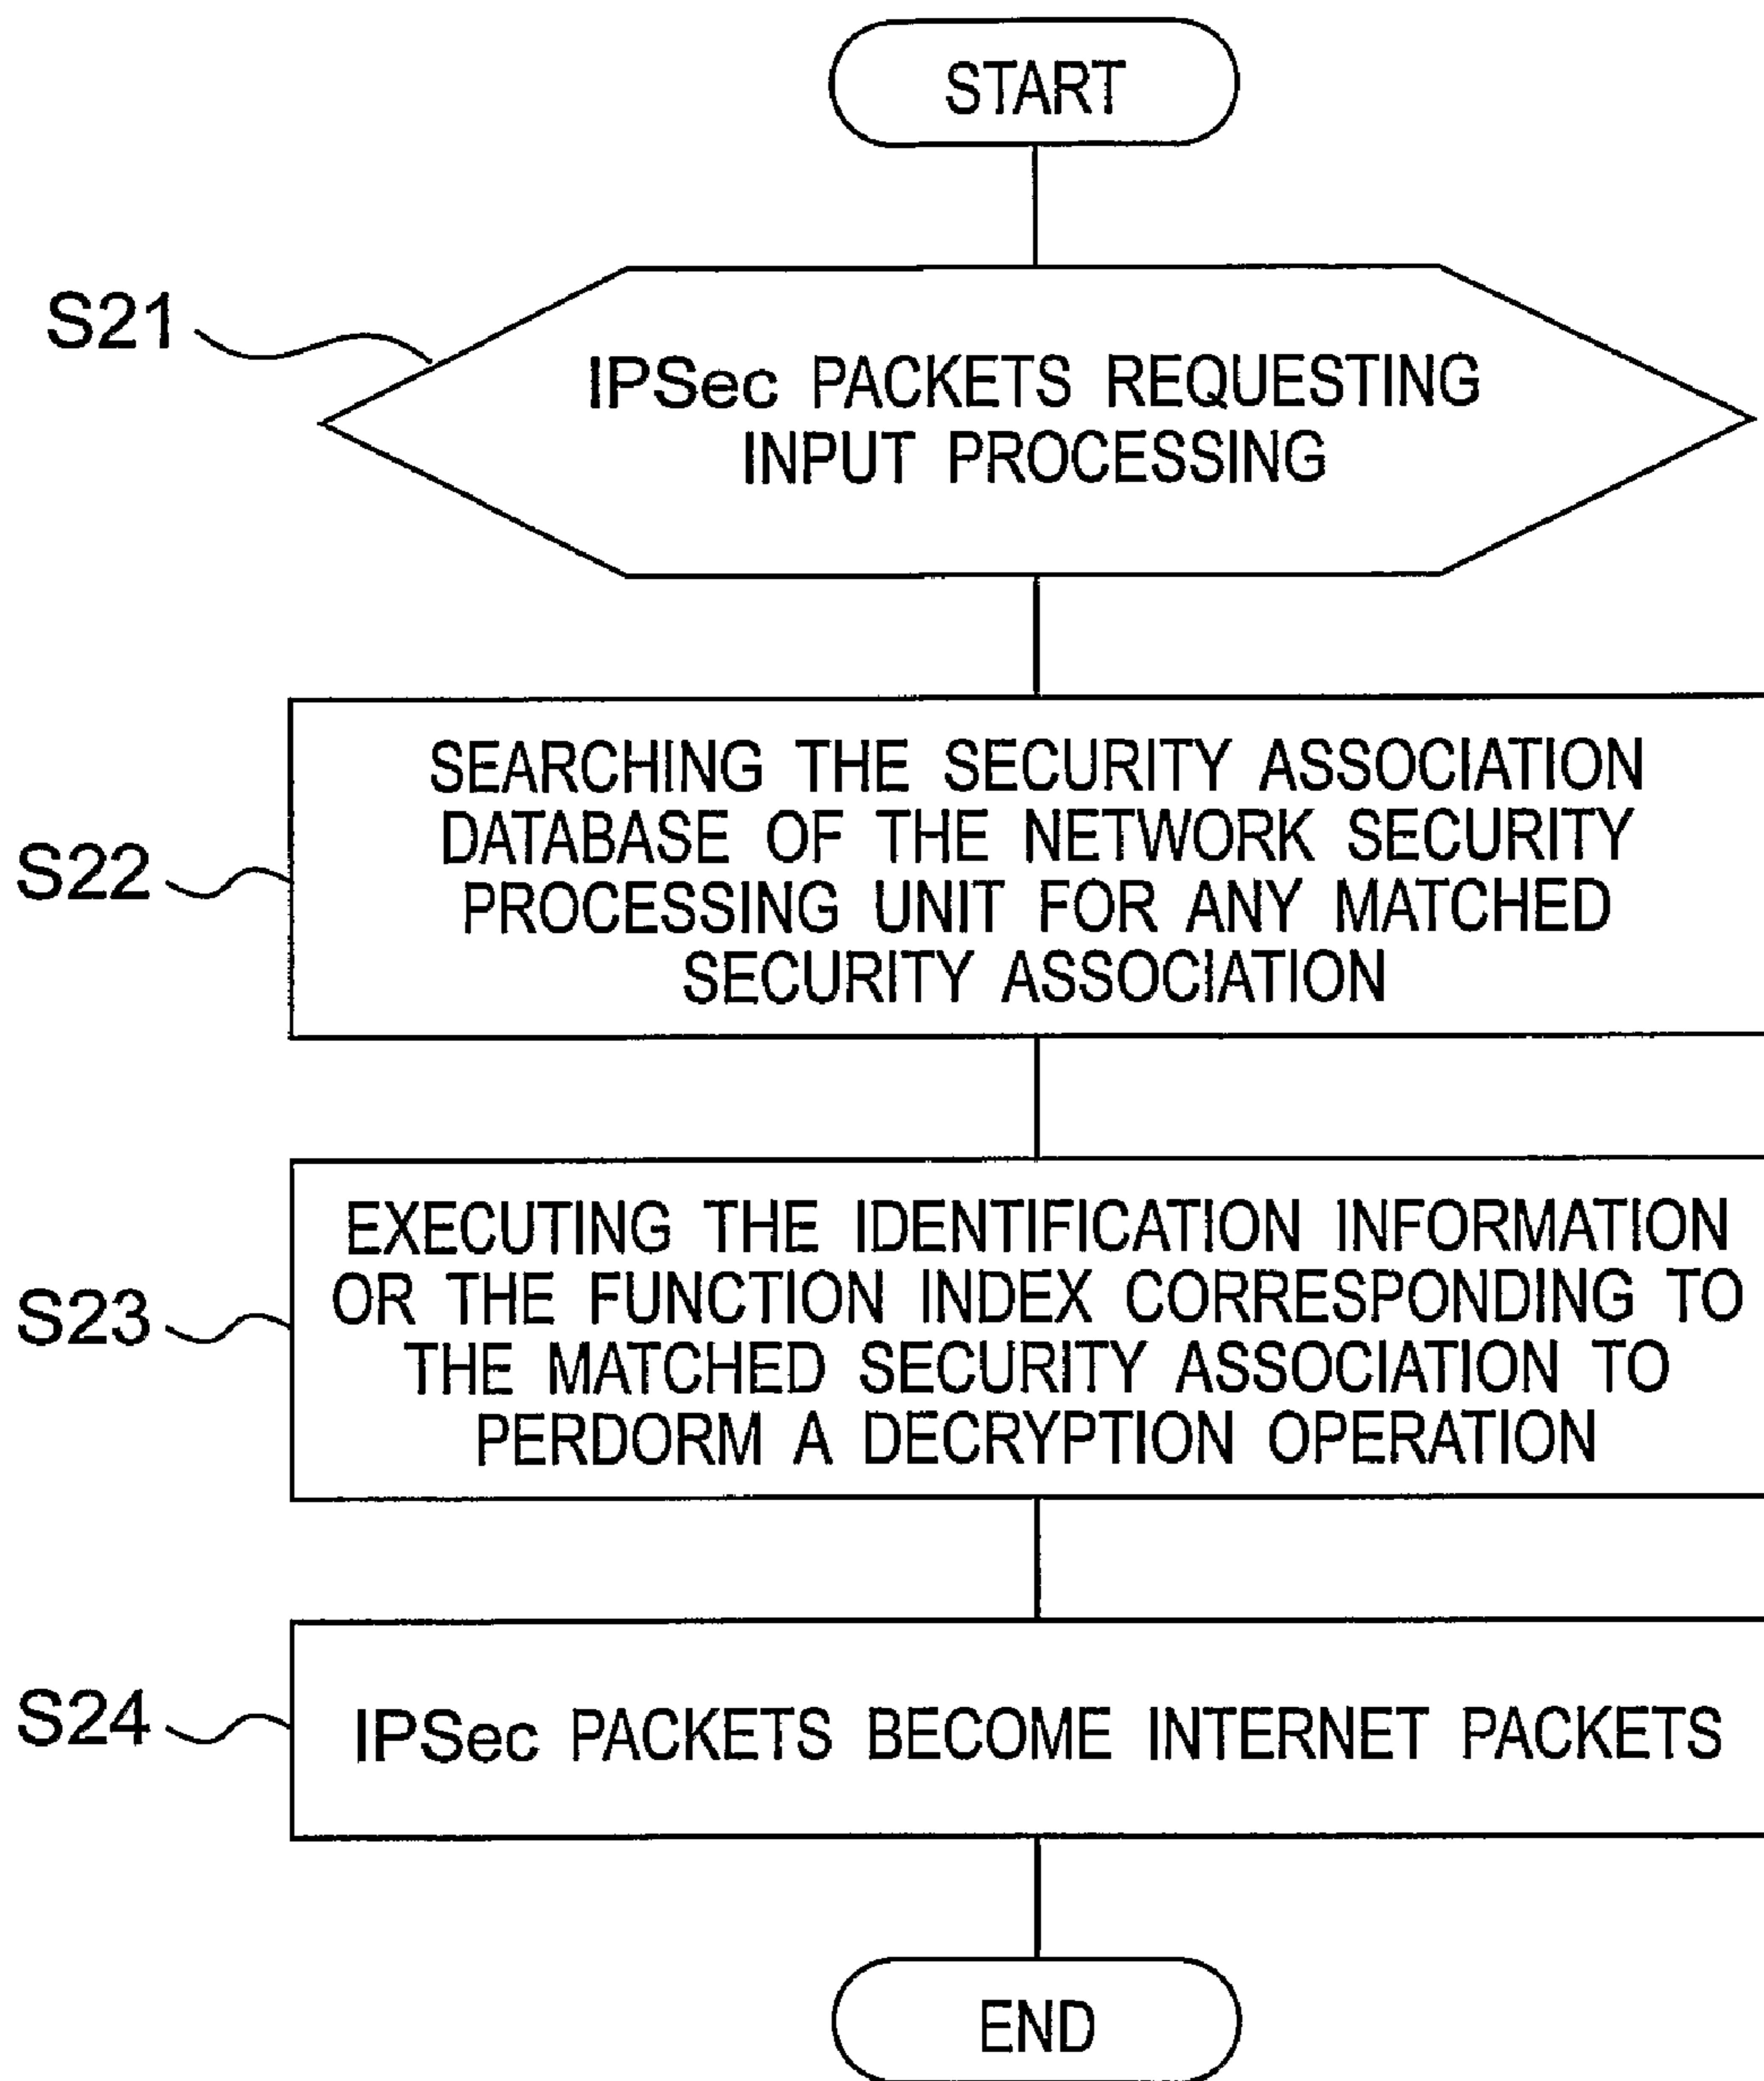 START
S21
IPSec PACKETS REQUESTING
INPUT PROCESSING
S22
SEARCHING THE SECURITY ASSOCIATION
DATABASE OF THE NETWORK SECURITY
PROCESSING UNIT FOR ANY MATCHED
SECURITY ASSOCIATION
S23
EXECUTING THE IDENTIFICATION INFORMATION
OR THE FUNCTION INDEX CORRESPONDING TO
THE MATCHED SECURITY ASSOCIATION TO
PERDORM A DECRYPTION OPERATION
S24
IPSec PACKETS BECOME INTERNET PACKETS
END